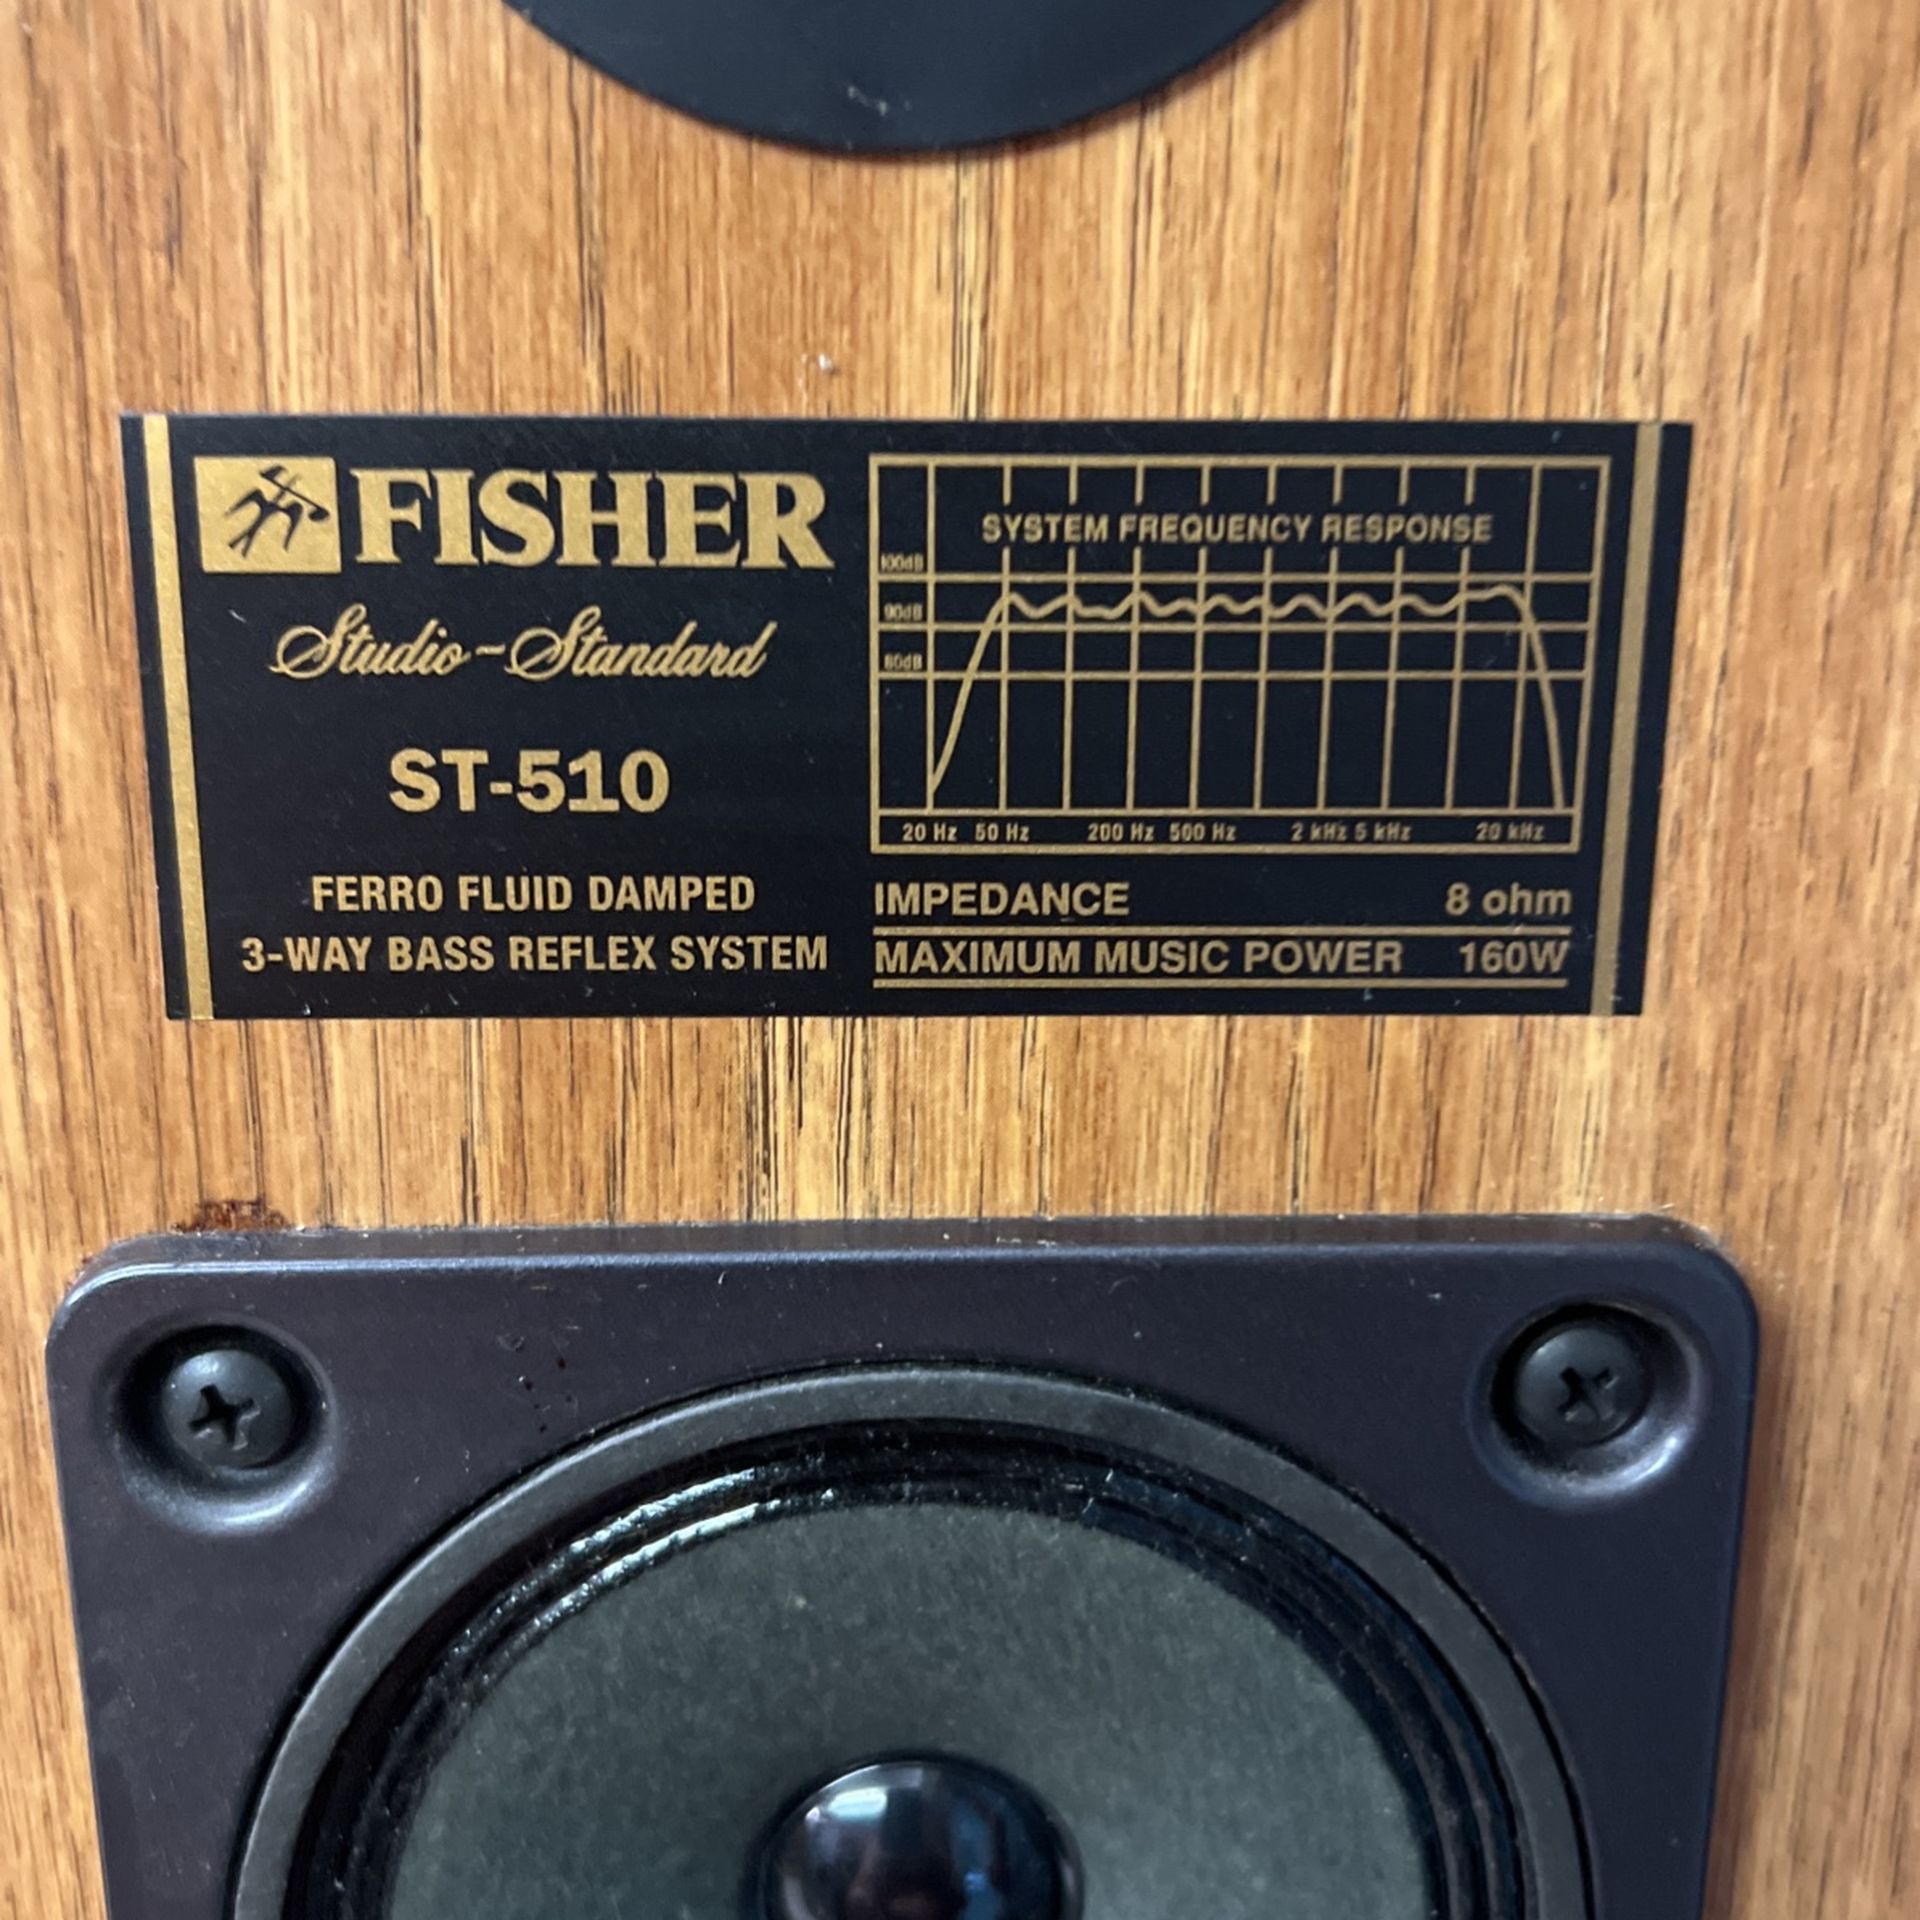 FISHER
Studio-Standard
ST-510
FERRO FLUID DAMPED
3-WAY BASS REFLEX SYSTEM
SYSTEM FREQUENCY RESPONSE
100dB
90dB
80dB
20 Hz 50 Hz 200 Hz 500 Hz 2 kHz 5 kHz 20 kHz
IMPEDANCE 8 ohm
MAXIMUM MUSIC POWER 160W